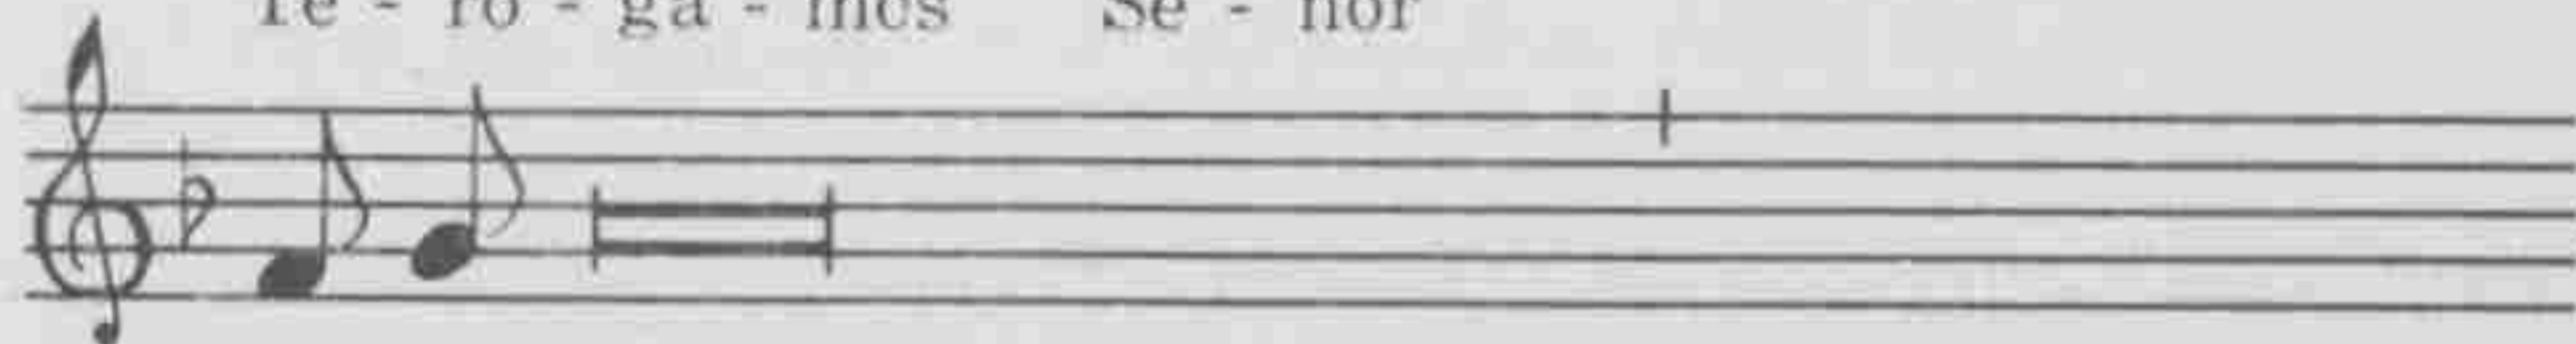 Te - ro - ga - mos Se - ñor